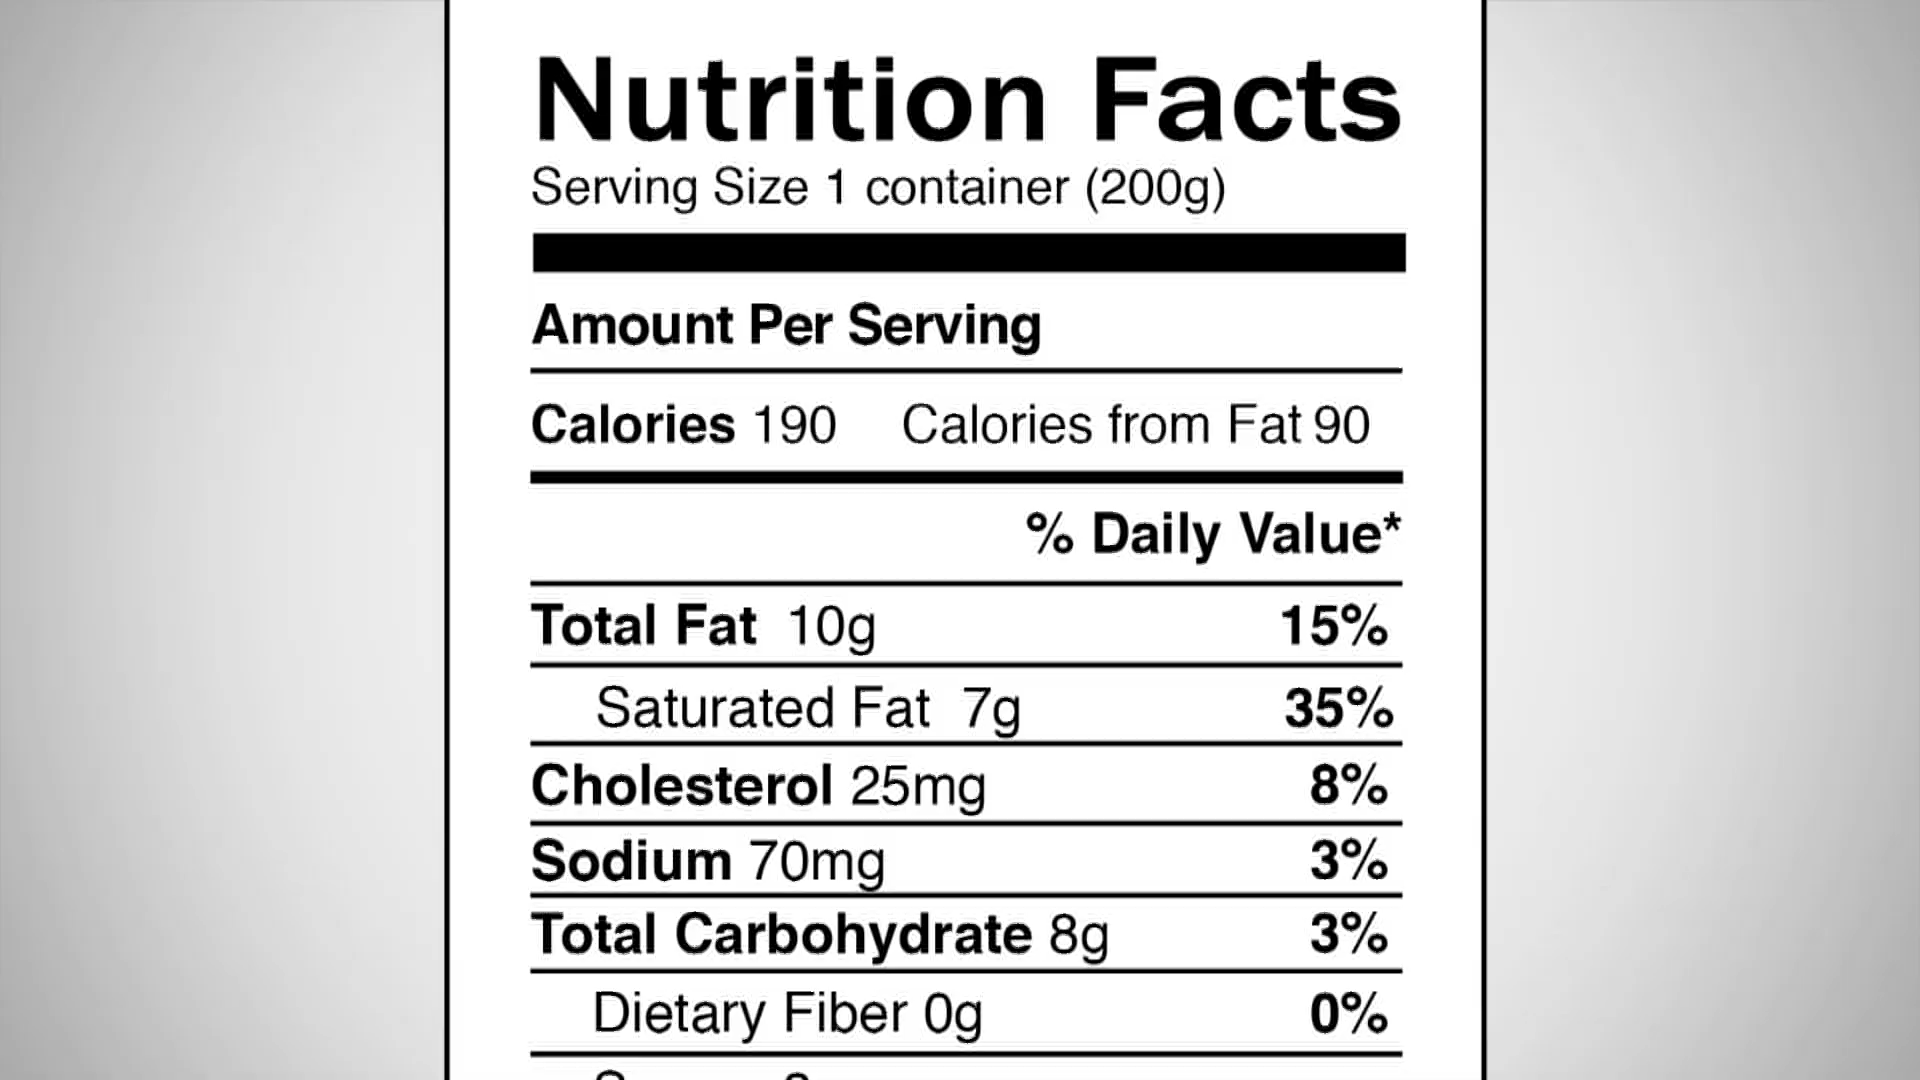 Nutrition Facts
Serving Size 1 container (200g)
Amount Per Serving
Calories 190 Calories from Fat 90
% Daily Value*
Total Fat 10g 15%
Saturated Fat 7g 35%
Cholesterol 25mg 8%
Sodium 70mg 3%
Total Carbohydrate 8g 3%
Dietary Fiber 0g 0%